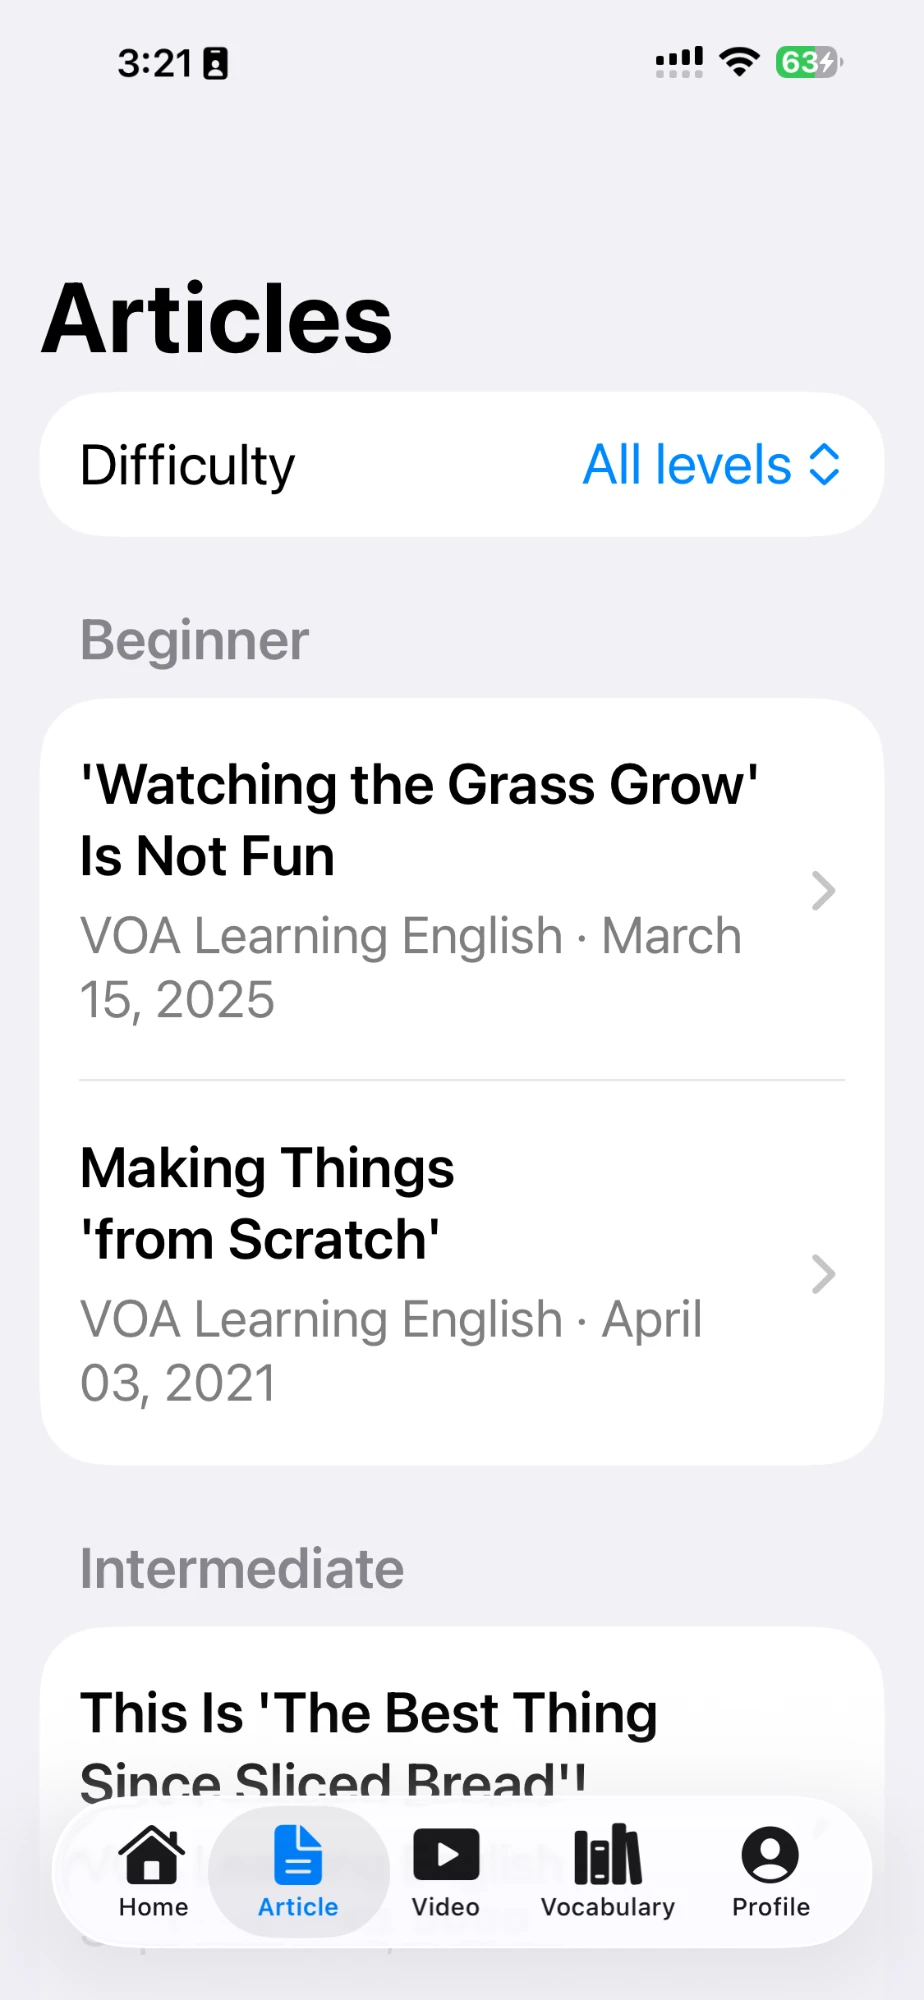 3:21
63
Articles
Difficulty
All levels
Beginner
'Watching the Grass Grow'
Is Not Fun
VOA Learning English · March
15, 2025
Making Things
'from Scratch'
VOA Learning English · April
03, 2021
Intermediate
This Is 'The Best Thing
Since Sliced Bread'!
Home
Article
Video
Vocabulary
Profile